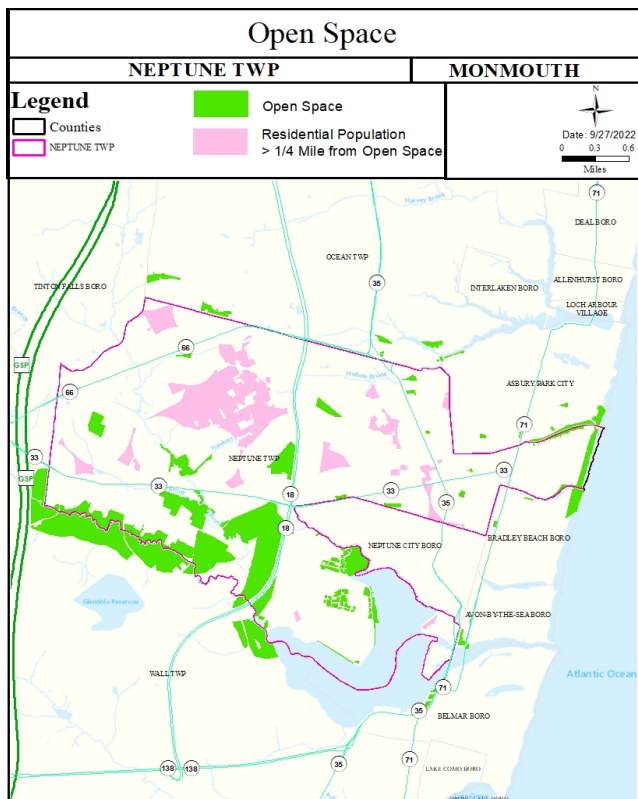 Open Space
NEPTUNE TWP
MONMOUTH
Legend
Counties
NEPTUNE TWP
Open Space
Residential Population
> 1/4 Mile from Open Space
N
Date: 9/27/2022
0 0.3 0.6
Miles
71
Harvey Brook
DEAL BORO
OCEAN TWP
35
TINTON FALLS BORO
INTERLAKEN BORO
ALLENHURST BORO
LOCH ARBOUR
VILLAGE
66
GSP
Hollow Brook
66
ASBURY PARK CITY
71
33
NEPTUNE TWP
33
GSP
33
18
33
35
18
BRADLEY BEACH BORO
NEPTUNE CITY BORO
Glendola Reservoir
AVON-BY-THE-SEA BORO
WALL TWP
Atlantic Ocean
71
35
BELMAR BORO
138
138
35
71
LAKE COMO BORO